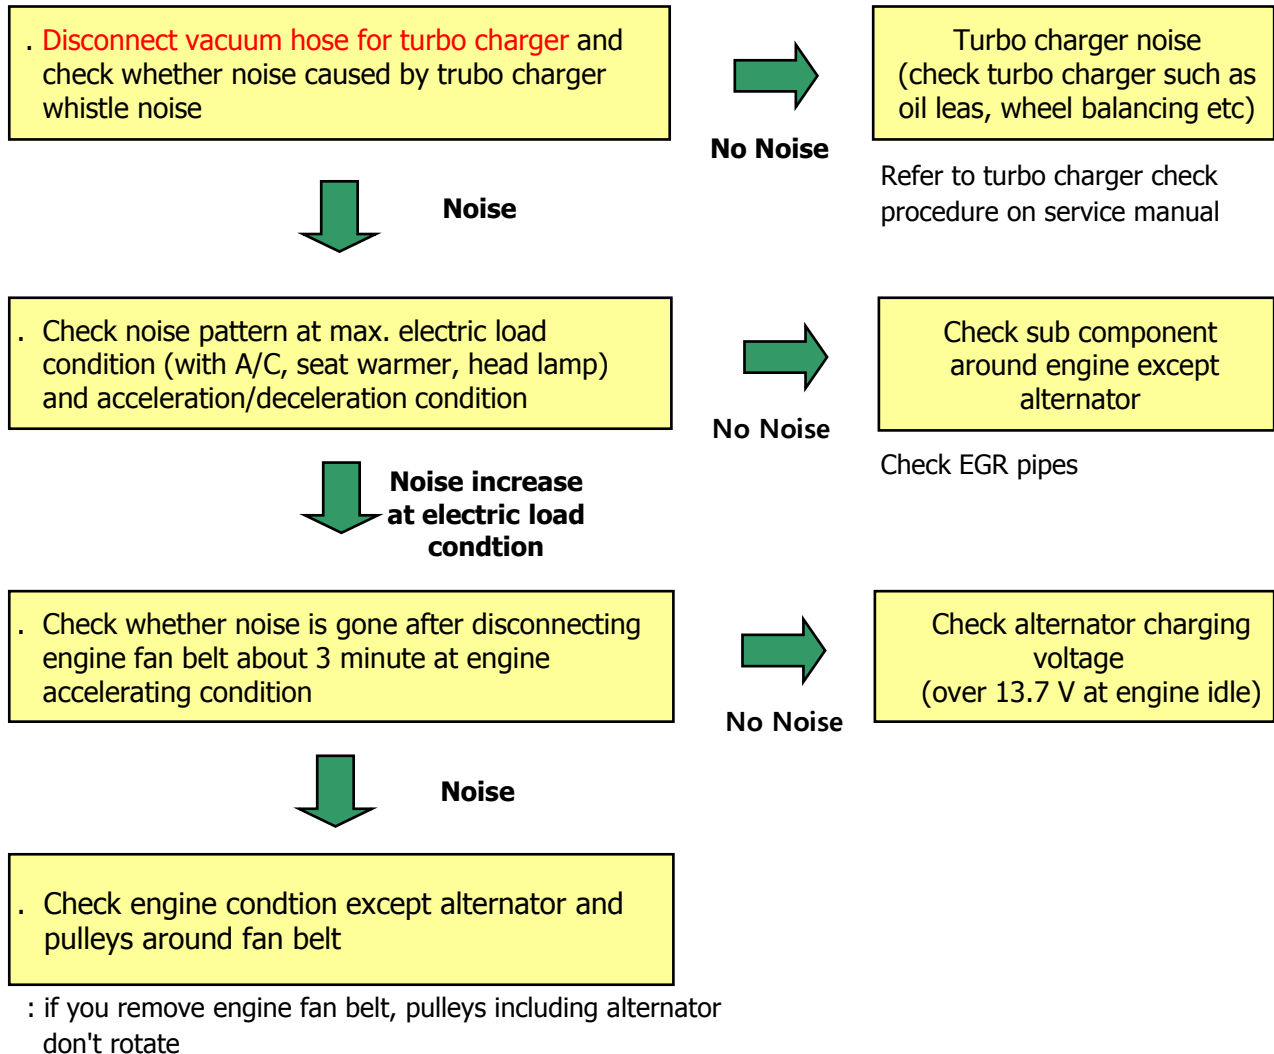 . Disconnect vacuum hose for turbo charger and
check whether noise caused by trubo charger
whistle noise
No Noise
Turbo charger noise
(check turbo charger such as
oil leas, wheel balancing etc)
Refer to turbo charger check
procedure on service manual
Noise
. Check noise pattern at max. electric load
condition (with A/C, seat warmer, head lamp)
and acceleration/deceleration condition
No Noise
Check sub component
around engine except
alternator
Check EGR pipes
Noise increase
at electric load
condtion
. Check whether noise is gone after disconnecting
engine fan belt about 3 minute at engine
accelerating condition
No Noise
Check alternator charging
voltage
(over 13.7 V at engine idle)
Noise
. Check engine condtion except alternator and
pulleys around fan belt
: if you remove engine fan belt, pulleys including alternator
don't rotate